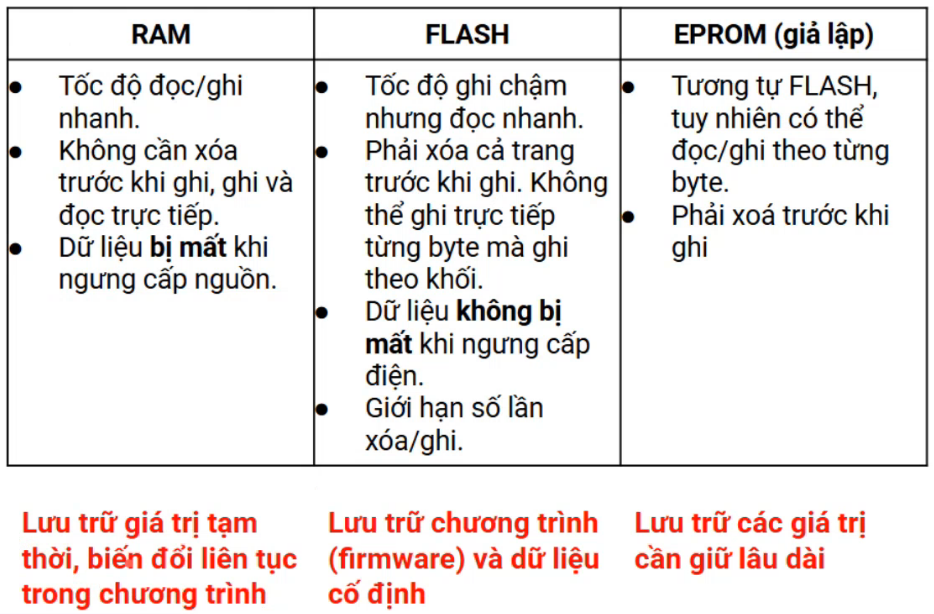 RAM
FLASH
EPROM (giả lập)
● Tốc độ đọc/ghi
nhanh.
● Không cần xóa
trước khi ghi, ghi và
đọc trực tiếp.
● Dữ liệu bị mất khi
ngưng cấp nguồn.
● Tốc độ ghi chậm
nhưng đọc nhanh.
● Phải xóa cả trang
trước khi ghi. Không
thể ghi trực tiếp
từng byte mà ghi
theo khối.
● Dữ liệu không bị
mất khi ngưng cấp
điện.
● Giới hạn số lần
xóa/ghi.
● Tương tự FLASH,
tuy nhiên có thể
đọc/ghi theo từng
byte.
● Phải xoá trước khi
ghi
Lưu trữ giá trị tạm
thời, biến đổi liên tục
trong chương trình
Lưu trữ chương trình
(firmware) và dữ liệu
cố định
Lưu trữ các giá trị
cần giữ lâu dài